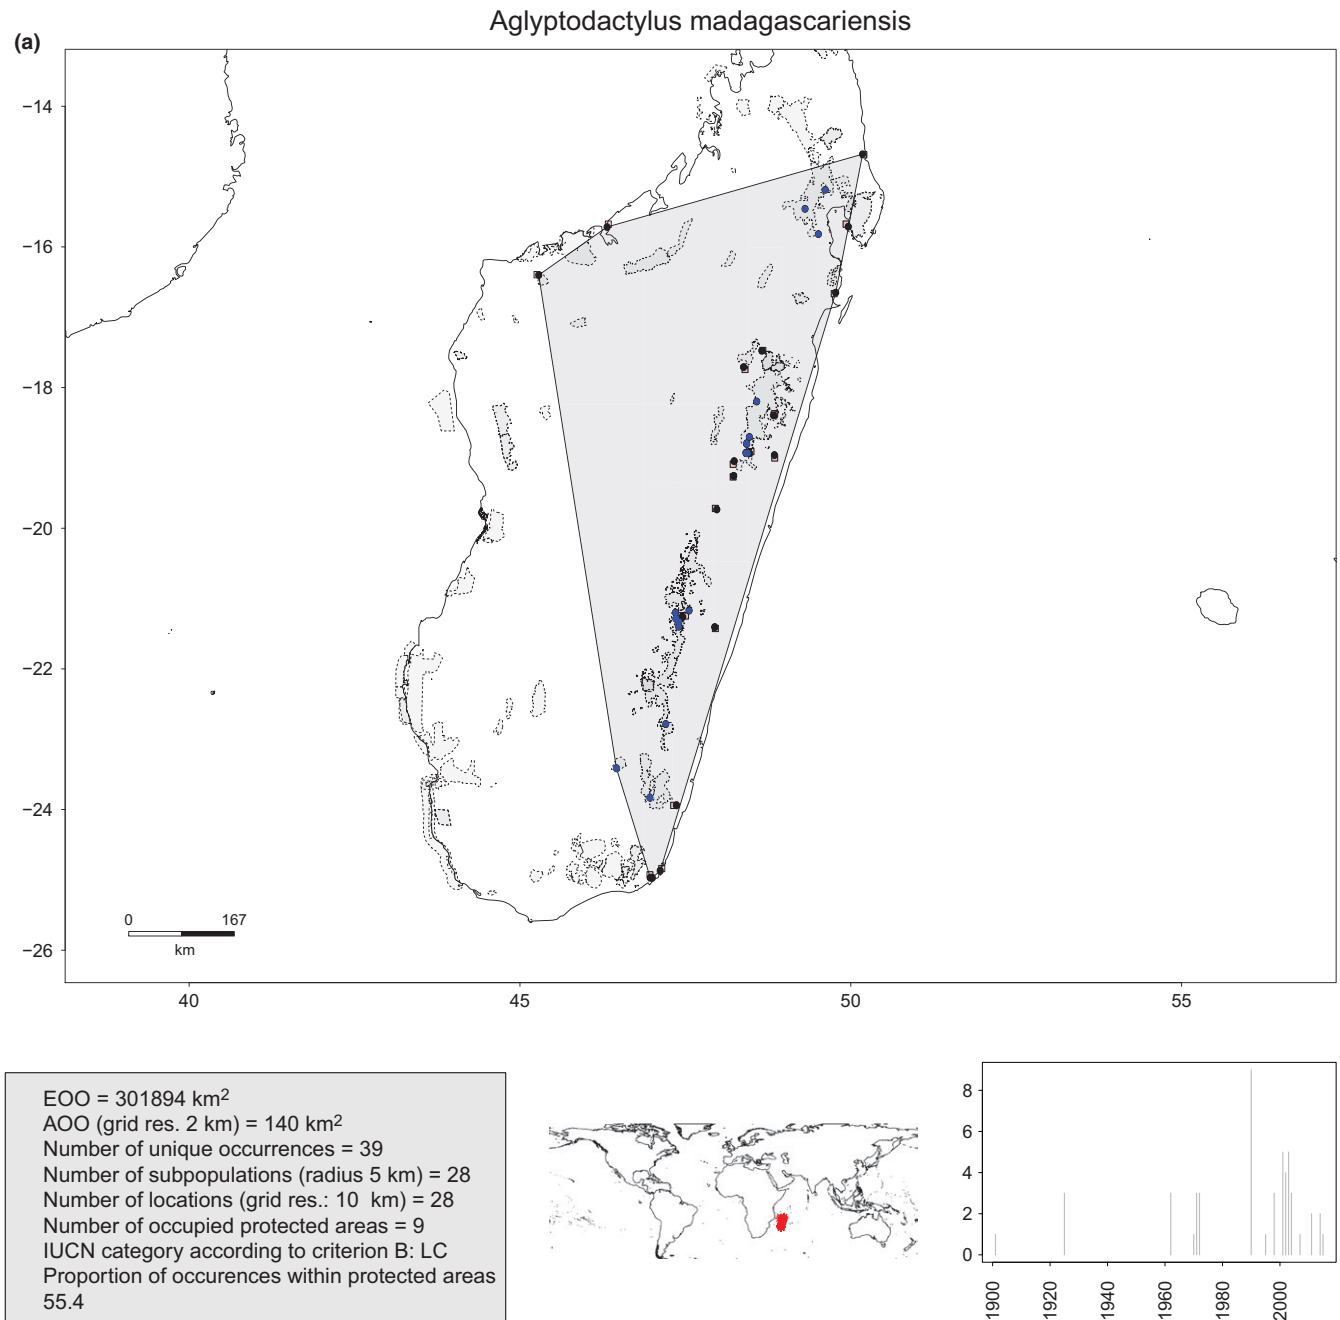 Aglyptodactylus madagascariensis
(a)
−14
−16
−18
−20
−22
−24
−26
0 167
km
40 45 50 55
EOO = 301894 km²
AOO (grid res. 2 km) = 140 km²
Number of unique occurrences = 39
Number of subpopulations (radius 5 km) = 28
Number of locations (grid res.: 10 km) = 28
Number of occupied protected areas = 9
IUCN category according to criterion B: LC
Proportion of occurences within protected areas
55.4
8
6
4
2
0
1900 1920 1940 1960 1980 2000